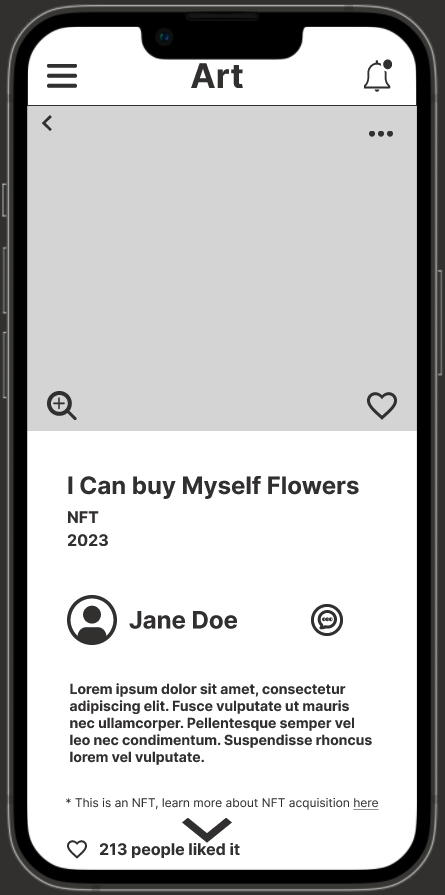 Art
I Can buy Myself Flowers
NFT
2023
Jane Doe
Lorem ipsum dolor sit amet, consectetur
adipiscing elit. Fusce vulputate ut mauris
nec ullamcorper. Pellentesque semper vel
leo nec condimentum. Suspendisse rhoncus
lorem vel vulputate.
* This is an NFT, learn more about NFT acquisition here
213 people liked it